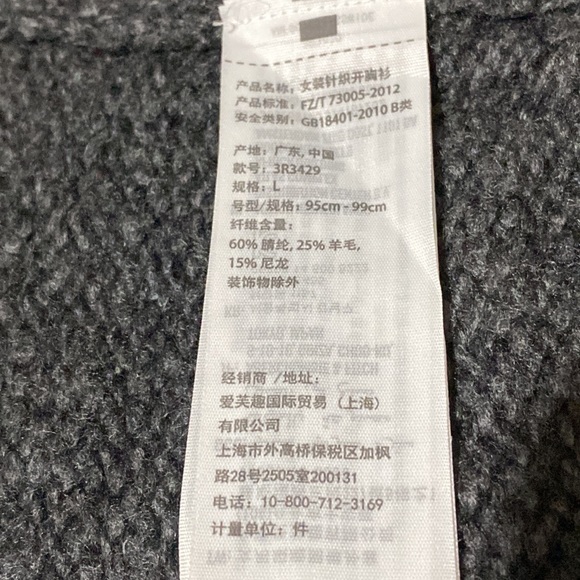 产品名称：女装针织开胸衫
产品标准：FZ/T 73005-2012
安全类别：GB18401-2010 B类
产地：广东, 中国
款号：3R3429
规格：L
号型/规格：95cm - 99cm
纤维含量：
60% 腈纶, 25% 羊毛,
15% 尼龙
装饰物除外
经销商 /地址：
爱芙趣国际贸易（上海）
有限公司
上海市外高桥保税区加枫
路28号2505室200131
电话：10-800-712-3169
计量单位：件